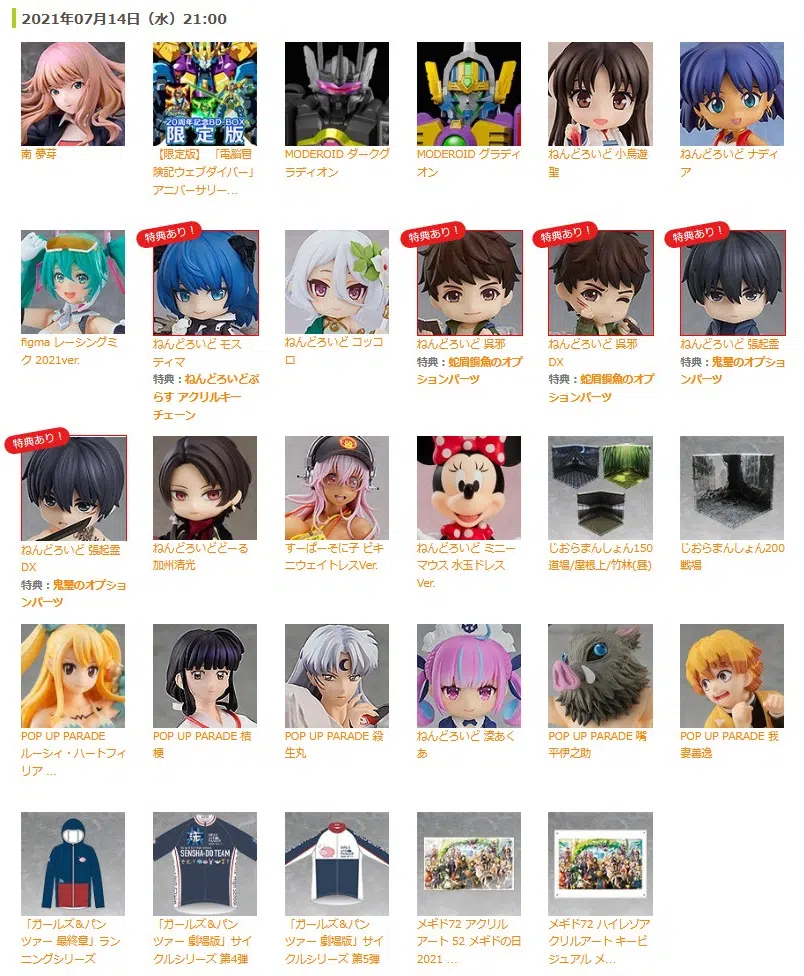 2021年07月14日（水）21:00
20周年記念BD BOX
限定版
南 夢芽
【限定版】 「電脳冒
険記ウェブダイバー」
アニバーサリー...
MODEROID ダークグ
ラディオン
MODEROID グラディ
オン
ねんどろいど 小鳥遊
聖
ねんどろいど ナディ
ア
特典あり！
特典あり！
特典あり！
特典あり！
figma レーシングミ
ク 2021ver.
ねんどろいど モス
ティマ
特典：ねんどろいどぷ
らす アクリルキー
チェーン
ねんどろいど コッコ
ロ
ねんどろいど 呉邪
特典：蛇眉銅魚のオプ
ションパーツ
ねんどろいど 呉邪
DX
特典：蛇眉銅魚のオプ
ションパーツ
ねんどろいど 張起霊
特典：鬼璽のオプショ
ンパーツ
特典あり！
ねんどろいど 張起霊
DX
特典：鬼璽のオプショ
ンパーツ
ねんどろいどどーる
加州清光
すーぱーそに子 ビキ
ニウェイトレスVer.
ねんどろいど ミニー
マウス 水玉ドレス
Ver.
じおらまんしょん150
道場/屋根上/竹林(昼)
じおらまんしょん200
戦場
POP UP PARADE
ルーシィ・ハートフィ
リア ...
POP UP PARADE 桔
梗
POP UP PARADE 殺
生丸
ねんどろいど 湊あく
あ
POP UP PARADE 嘴
平伊之助
POP UP PARADE 我
妻善逸
SENSHA-DO TEAM
「ガールズ&パン
ツァー 最終章」ラン
ニングシリーズ
「ガールズ&パン
ツァー 劇場版」サイ
クルシリーズ 第4弾
「ガールズ&パン
ツァー 劇場版」サイ
クルシリーズ 第5弾
メギド72 アクリル
アート 52 メギドの日
2021 ...
メギド72 ハイレゾア
クリルアート キービ
ジュアル メ...